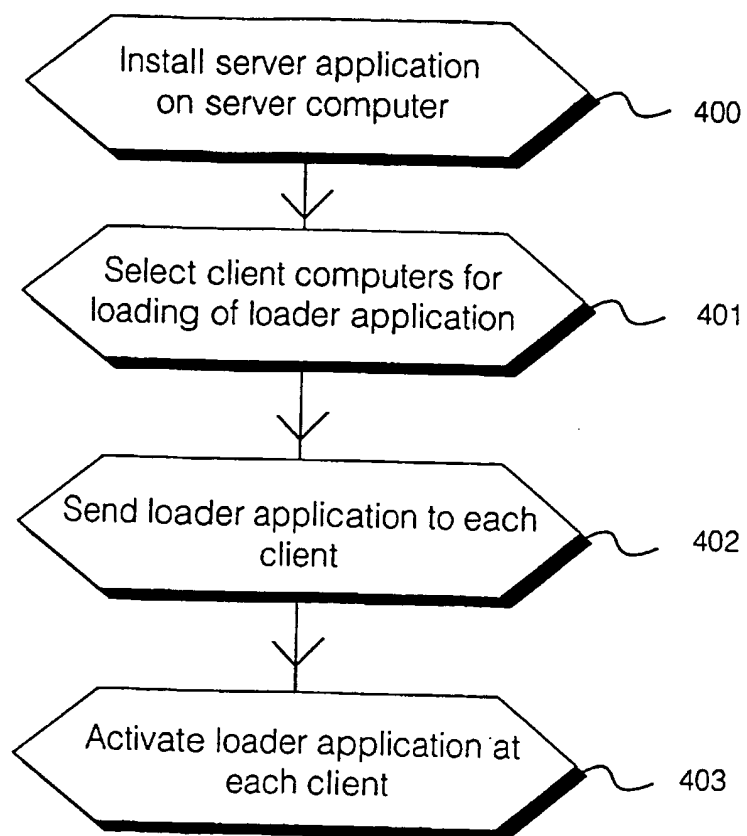 Install server application
on server computer
400
Select client computers for
loading of loader application
401
Send loader application to each
client
402
Activate loader application at
each client
403